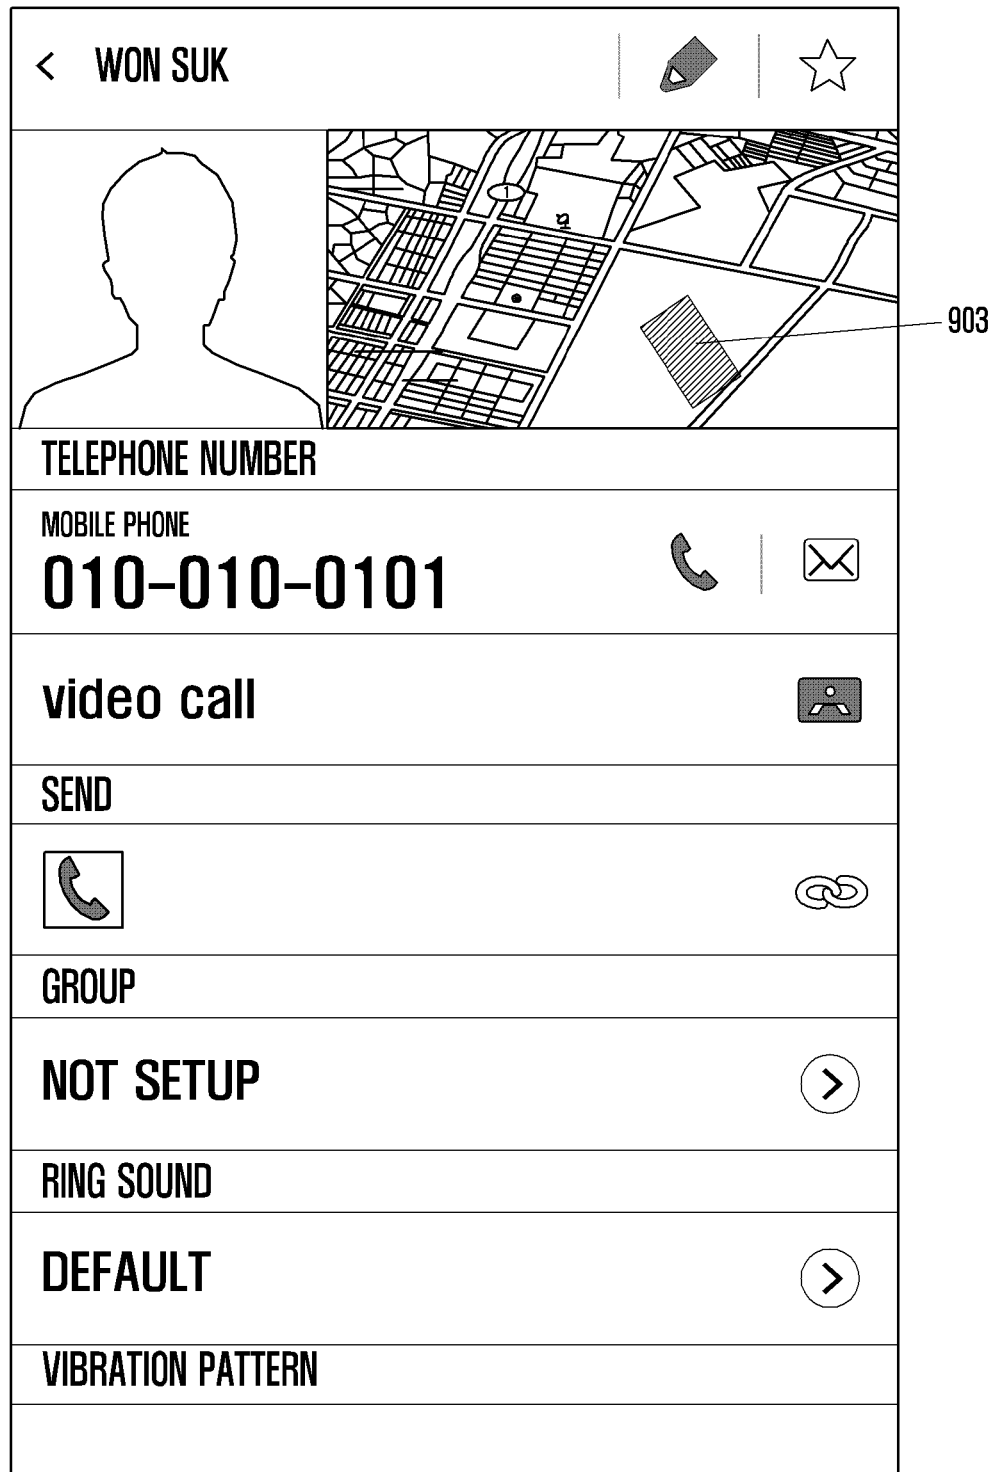 WON SUK
1
903
TELEPHONE NUMBER
MOBILE PHONE
010-010-0101
video call
SEND
GROUP
NOT SETUP
RING SOUND
DEFAULT
VIBRATION PATTERN